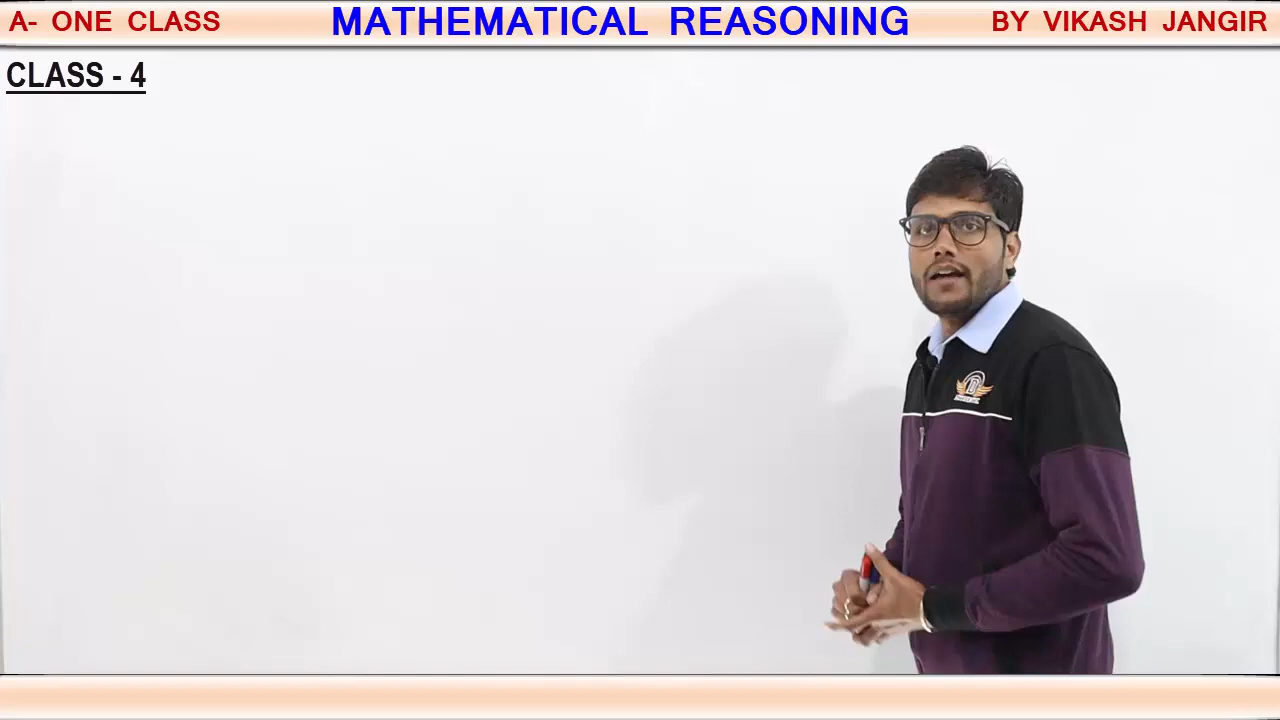 A- ONE CLASS MATHEMATICAL REASONING BY VIKASH JANGIR
CLASS - 4